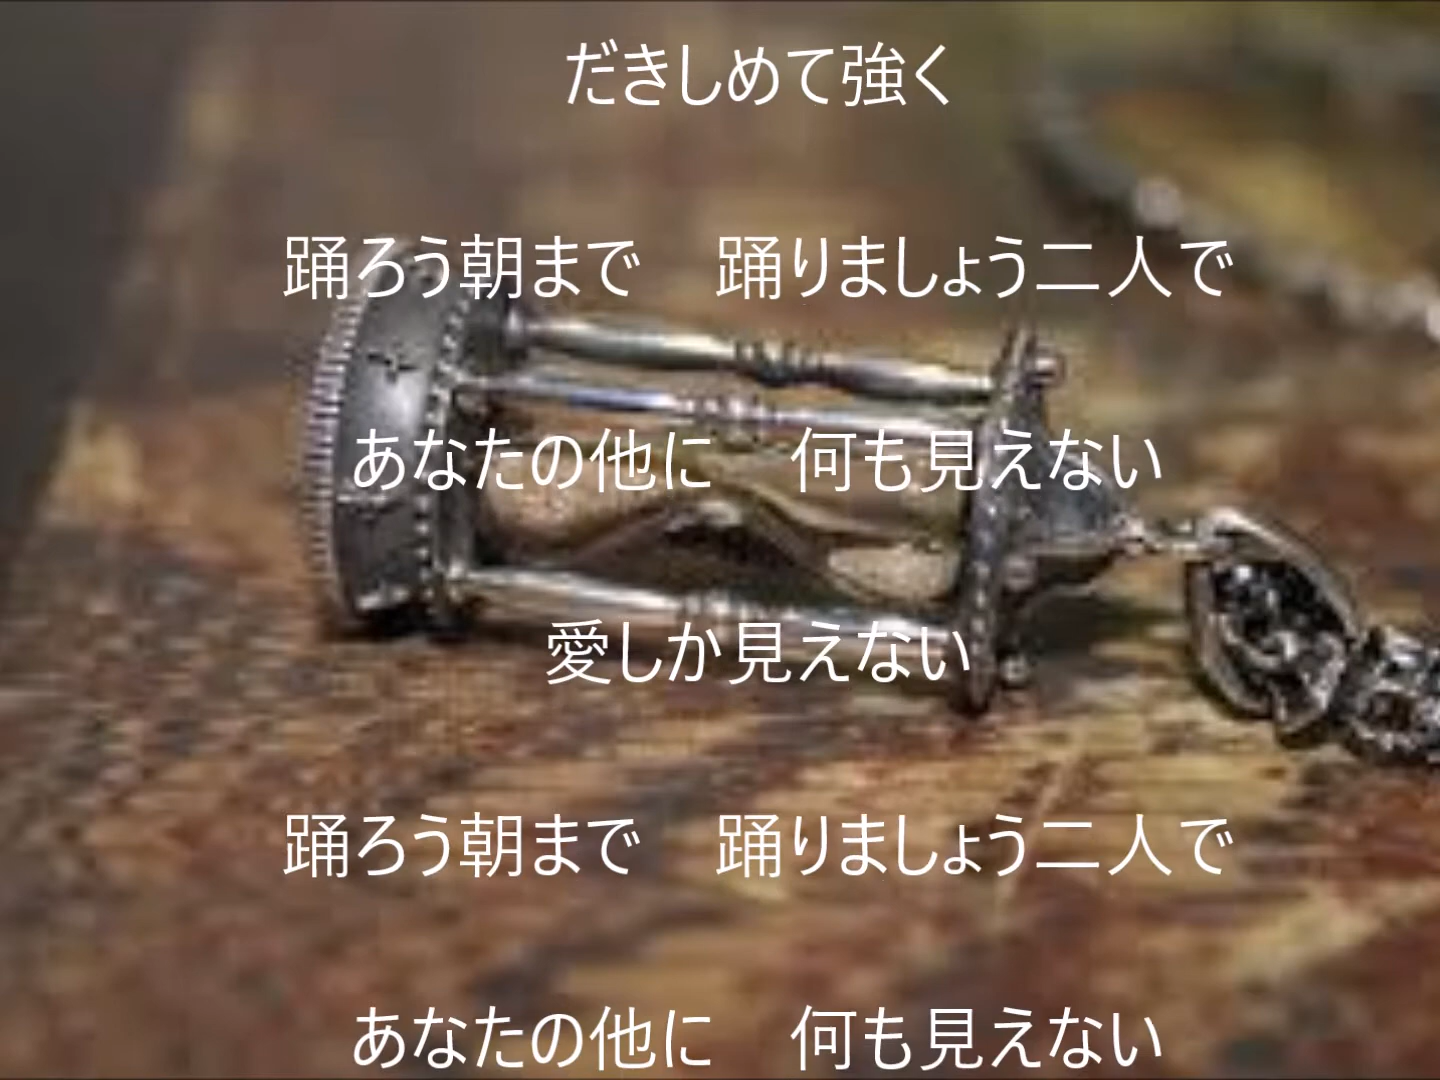 だきしめて強く
踊ろう朝まで　踊りましょう二人で
あなたの他に　何も見えない
愛しか見えない
踊ろう朝まで　踊りましょう二人で
あなたの他に　何も見えない